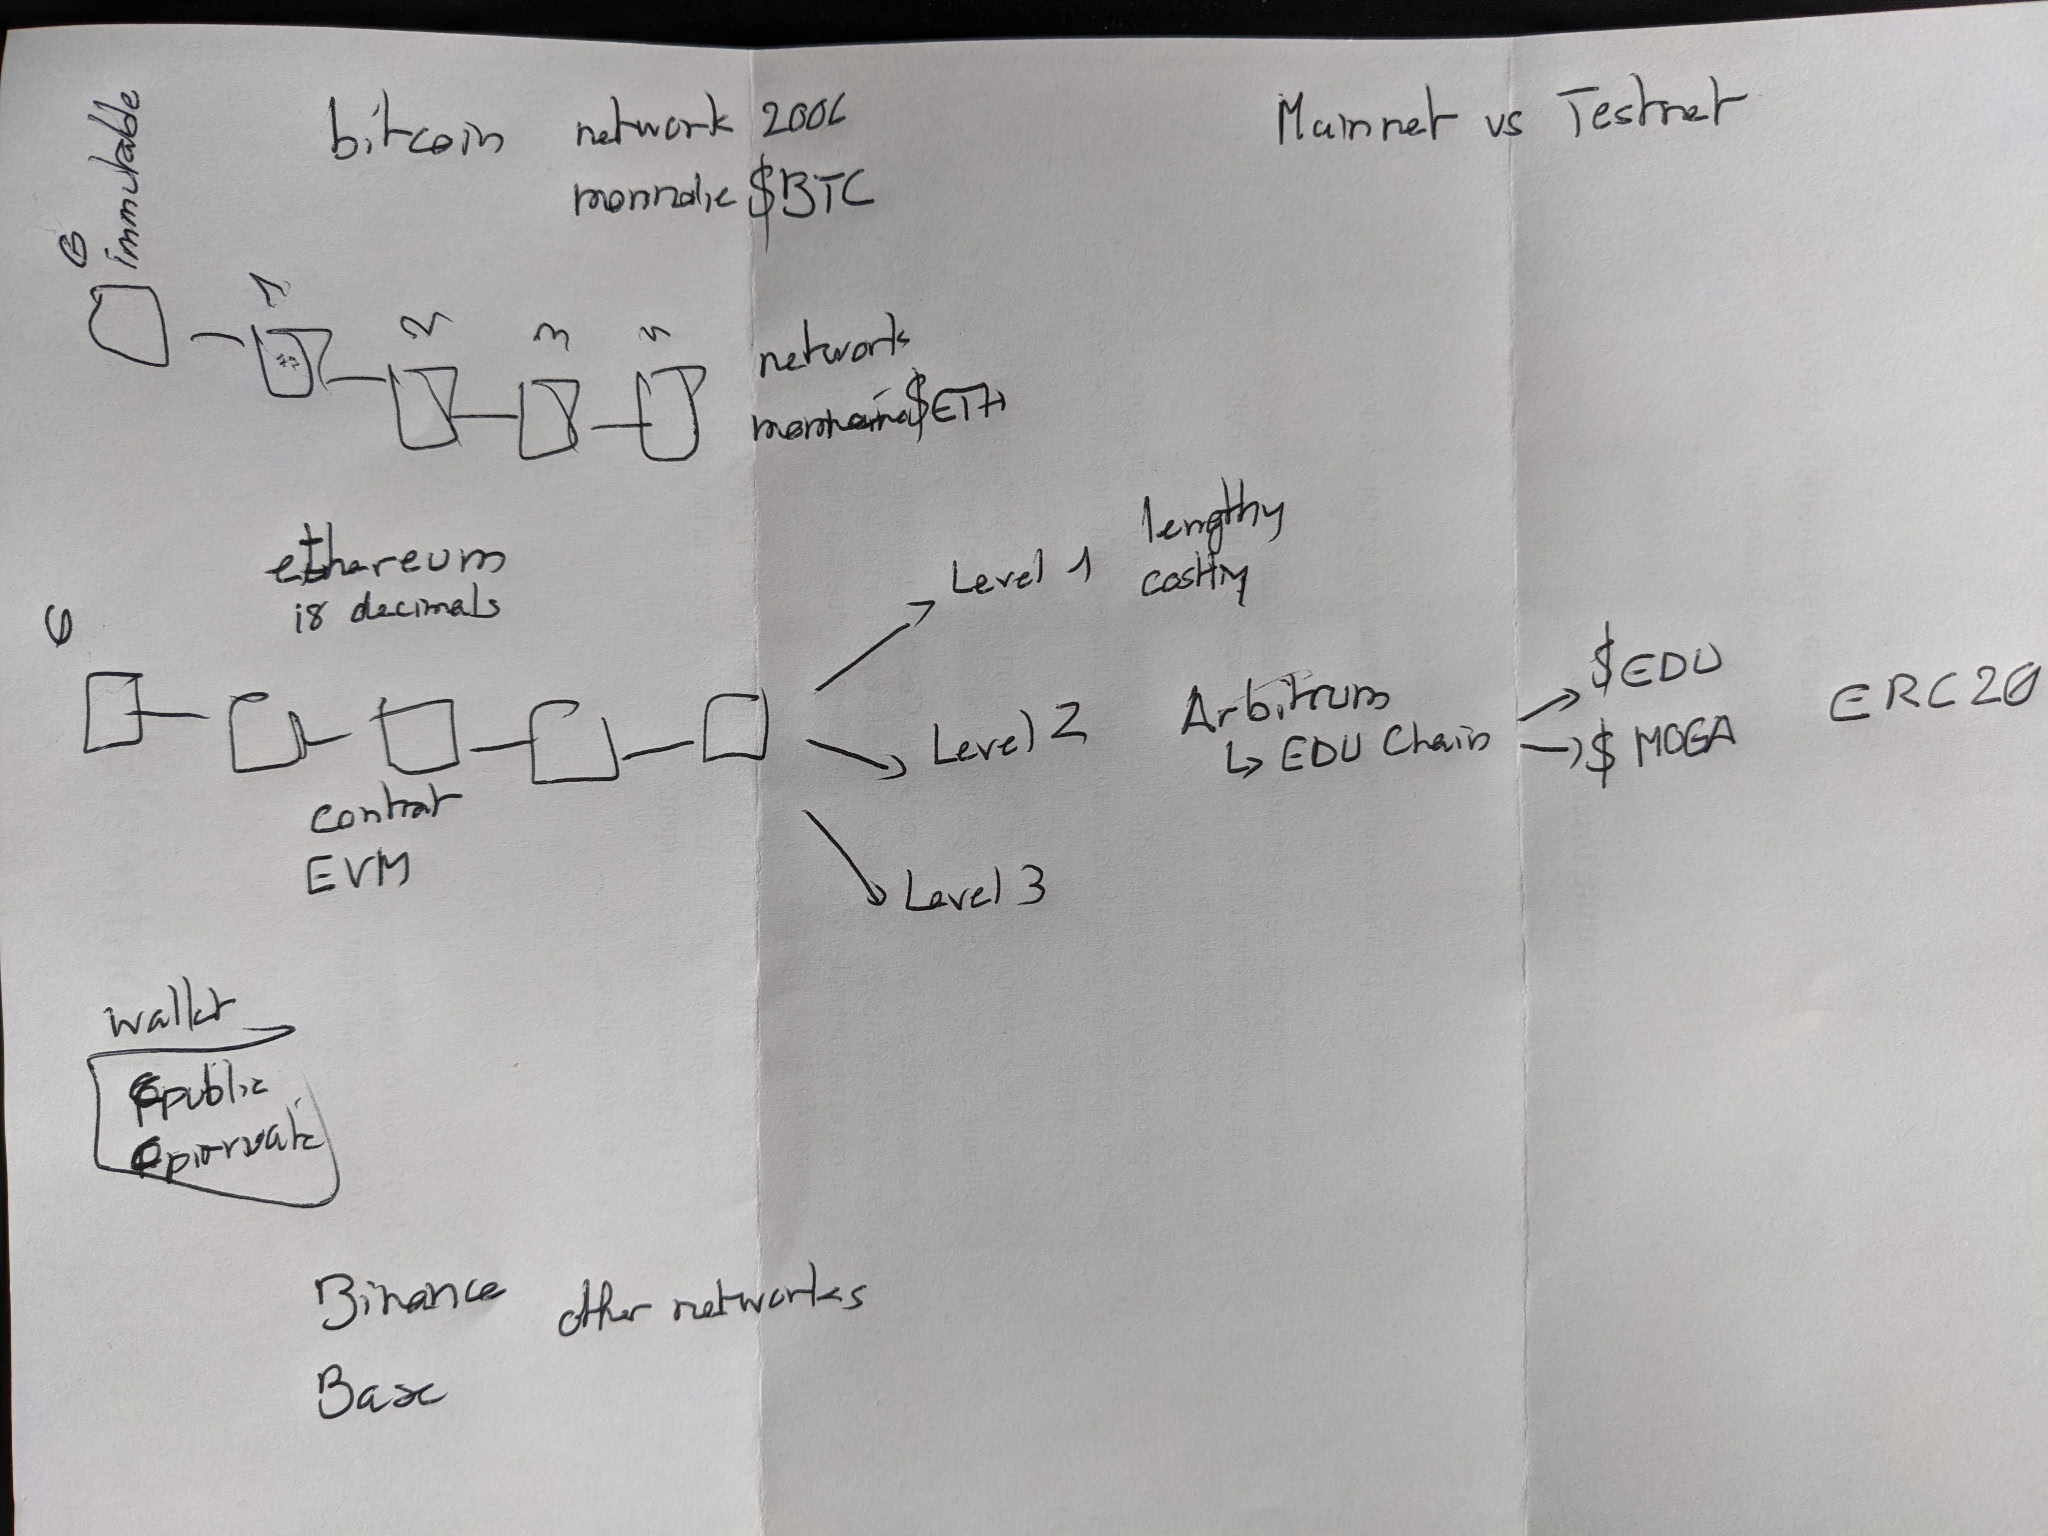 immutable
bitcoin network 2006
monnaie $BTC
Mainnet vs Testnet
G
1 2 3 4
network
$ETH
ethereum
18 decimals
G
Level 1 lengthy
costly
Level 2 Arbitrum
↳ EDU Chain
$EDU
$MOGA
ERC20
contrat
EVM
Level 3
wallet
public
private
Binance other networks
Base